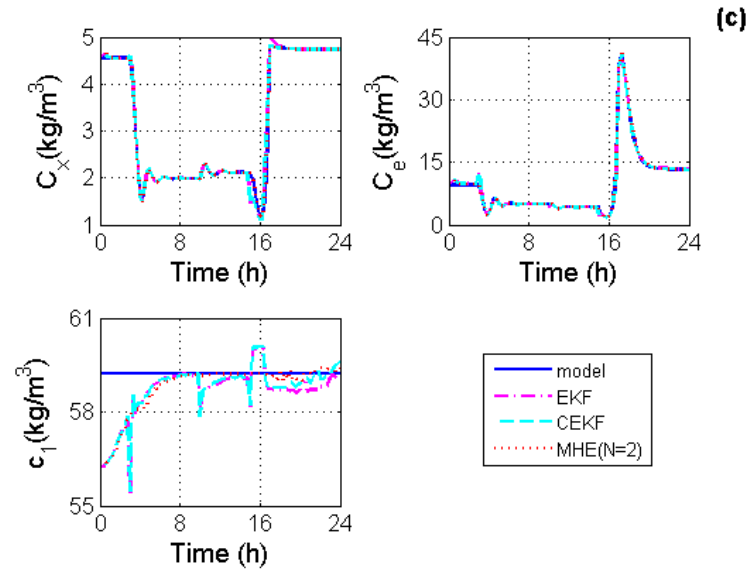 (c)
5
4
3
2
1
C_x(kg/m^3)
0 8 16 24
Time (h)
45
30
15
0
C_e(kg/m^3)
0 8 16 24
Time (h)
61
58
55
c_1(kg/m^3)
0 8 16 24
Time (h)
model
EKF
CEKF
MHE(N=2)